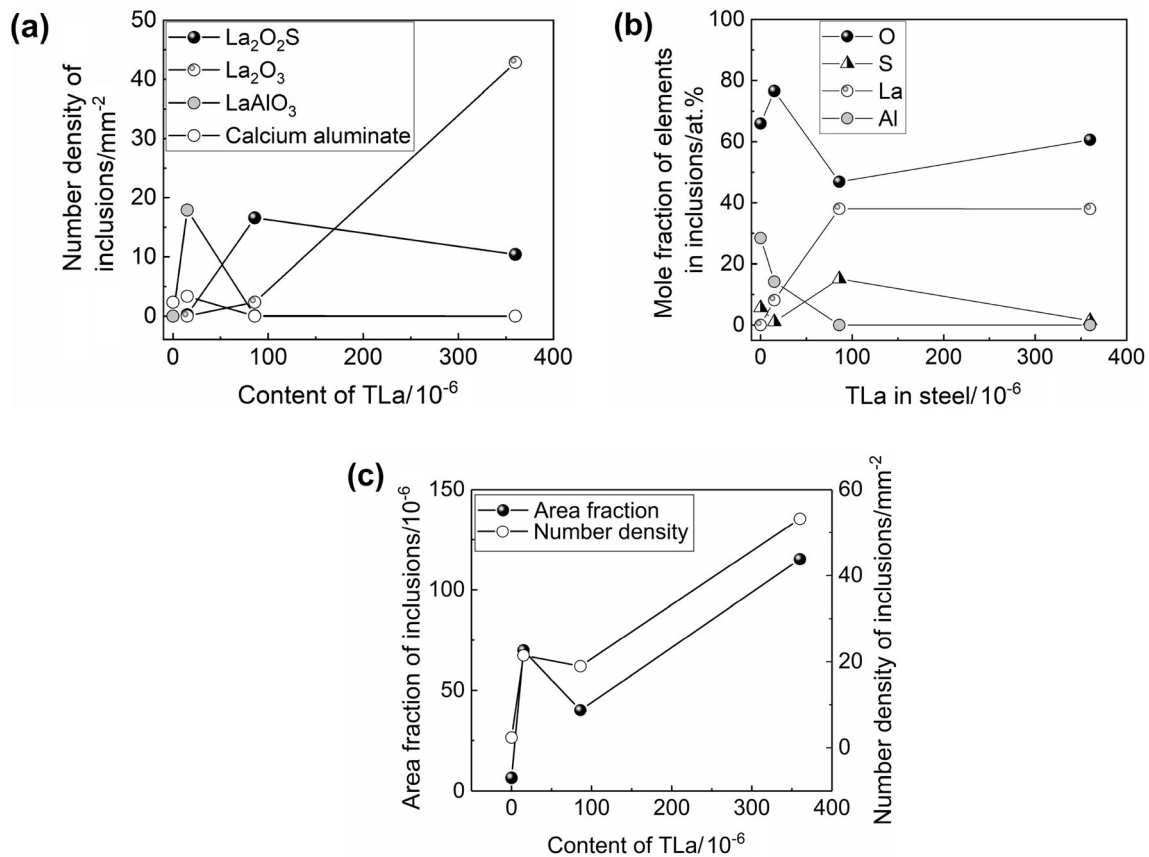 (a)
Number density of
inclusions/mm⁻²
50
40
30
20
10
0
La₂O₂S
La₂O₃
LaAlO₃
Calcium aluminate
0 100 200 300 400
Content of TLa/10⁻⁶
(b)
Mole fraction of elements
in inclusions/at.%
100
80
60
40
20
0
O
S
La
Al
0 100 200 300 400
TLa in steel/10⁻⁶
(c)
Area fraction of inclusions/10⁻⁶
150
100
50
0
Area fraction
Number density
60
40
20
0
Number density of inclusions/mm⁻²
0 100 200 300 400
Content of TLa/10⁻⁶